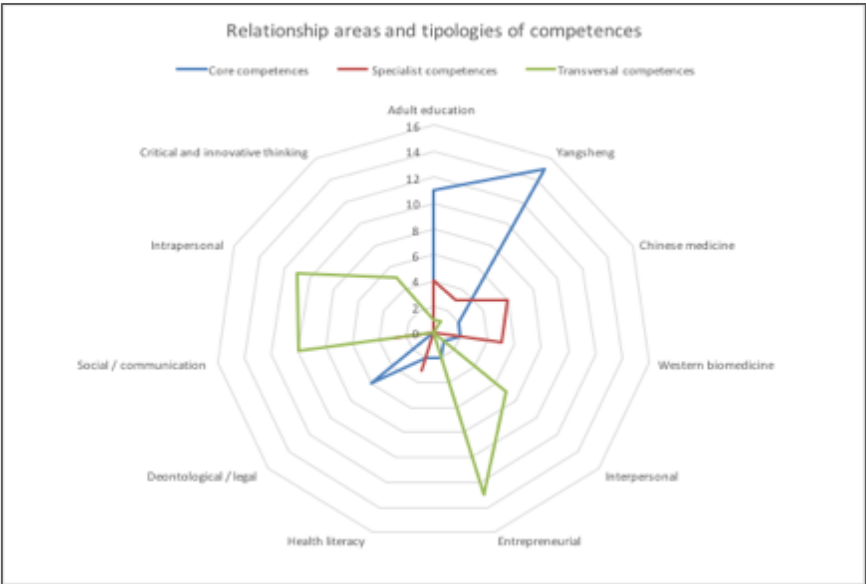 Relationship areas and tipologies of competences
Core competences Specialist competences Transversal competences
Adult education
16
Critical and innovative thinking Yangsheng
14
12
10
Intrapersonal Chinese medicine
8
6
4
2
0
Social / communication Western biomedicine
Deontological / legal Interpersonal
Health literacy Entrepreneurial